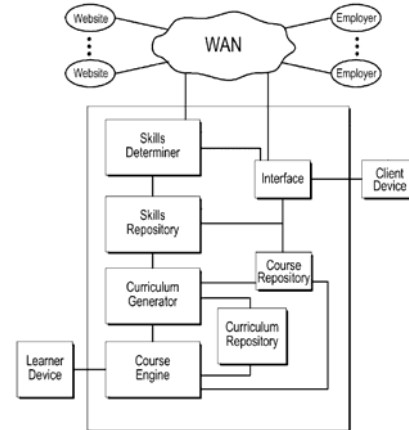 Website
Employer
WAN
Website
Employer
Skills
Determiner
Interface
Client
Device
Skills
Repository
Course
Repository
Curriculum
Generator
Curriculum
Repository
Learner
Device
Course
Engine